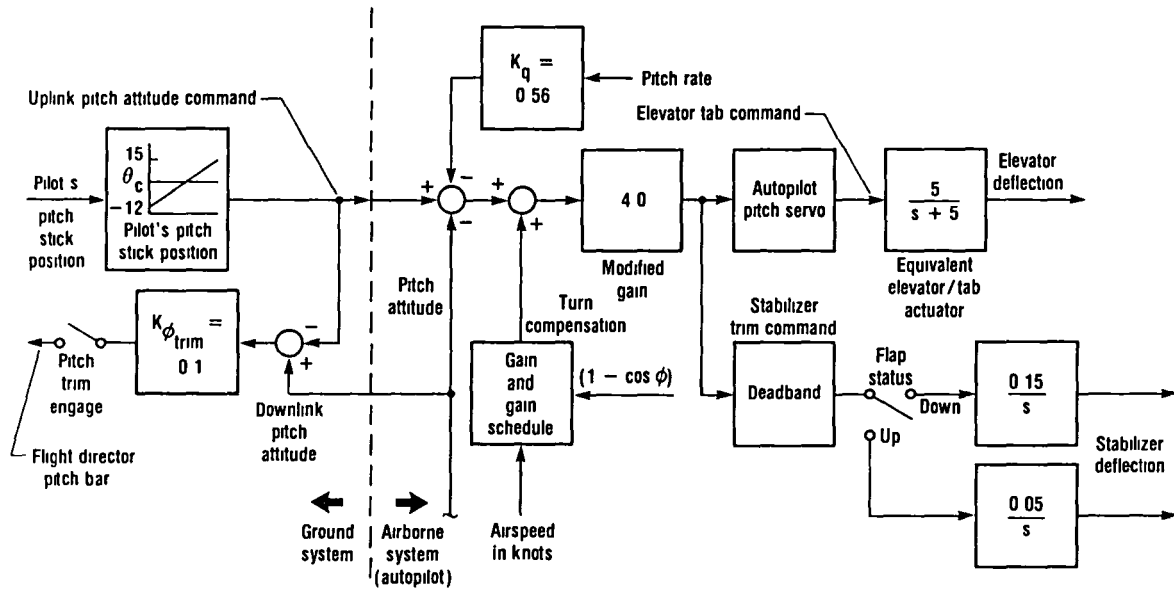 K_q =
0 56
Pitch rate
Uplink pitch attitude command
Elevator tab command
15
θ_c
−12
Pilot's pitch
stick position
Pilot s
pitch
stick
position
+
−
−
+
+
4 0
Modified
gain
Autopilot
pitch servo
5
s + 5
Equivalent
elevator/tab
actuator
Elevator
deflection
K_ϕ_trim =
0 1
−
+
Pitch
trim
engage
Flight director
pitch bar
Downlink
pitch
attitude
Pitch
attitude
Turn
compensation
Gain
and
gain
schedule
(1 − cos ϕ)
Airspeed
in knots
Stabilizer
trim command
Deadband
Flap
status
Down
Up
0 15
s
0 05
s
Stabilizer
deflection
Ground
system
Airborne
system
(autopilot)